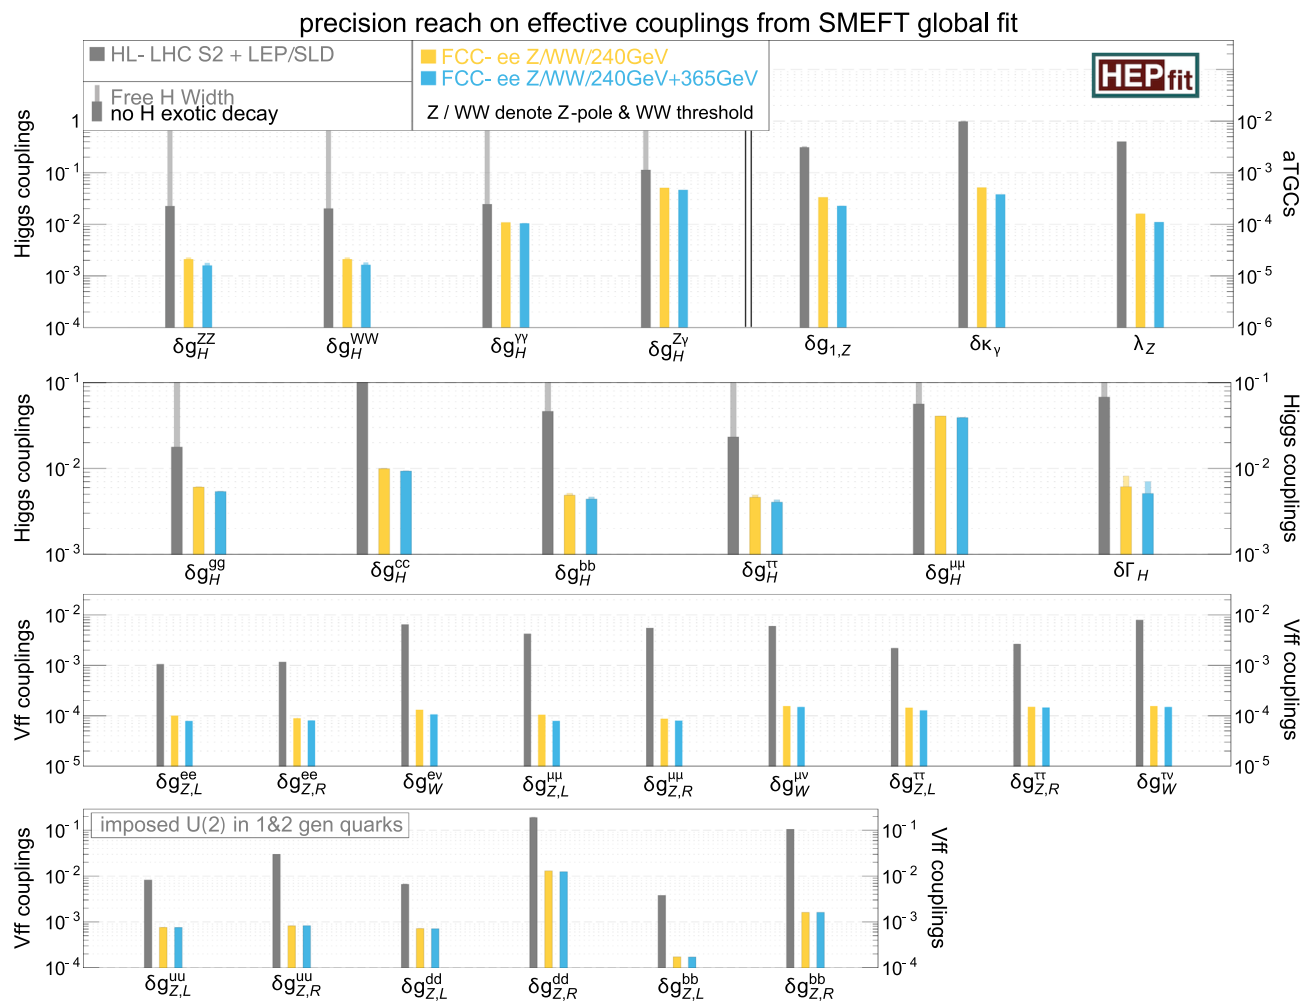 precision reach on effective couplings from SMEFT global fit
HL- LHC S2 + LEP/SLD
Free H Width
no H exotic decay
FCC- ee Z/WW/240GeV
FCC- ee Z/WW/240GeV+365GeV
Z / WW denote Z-pole & WW threshold
HEPfit
Higgs couplings
1
10⁻¹
10⁻²
10⁻³
10⁻⁴
aTGCs
10⁻²
10⁻³
10⁻⁴
10⁻⁵
10⁻⁶
δg_H^ZZ δg_H^WW δg_H^γγ δg_H^Zγ δg_1,Z δκ_γ λ_Z
Higgs couplings
10⁻¹
10⁻²
10⁻³
Higgs couplings
10⁻¹
10⁻²
10⁻³
δg_H^gg δg_H^cc δg_H^bb δg_H^ττ δg_H^μμ δΓ_H
Vff couplings
10⁻²
10⁻³
10⁻⁴
10⁻⁵
Vff couplings
10⁻²
10⁻³
10⁻⁴
10⁻⁵
δg_Z,L^ee δg_Z,R^ee δg_W^eν δg_Z,L^μμ δg_Z,R^μμ δg_W^μν δg_Z,L^ττ δg_Z,R^ττ δg_W^τν
imposed U(2) in 1&2 gen quarks
Vff couplings
10⁻¹
10⁻²
10⁻³
10⁻⁴
Vff couplings
10⁻¹
10⁻²
10⁻³
10⁻⁴
δg_Z,L^uu δg_Z,R^uu δg_Z,L^dd δg_Z,R^dd δg_Z,L^bb δg_Z,R^bb